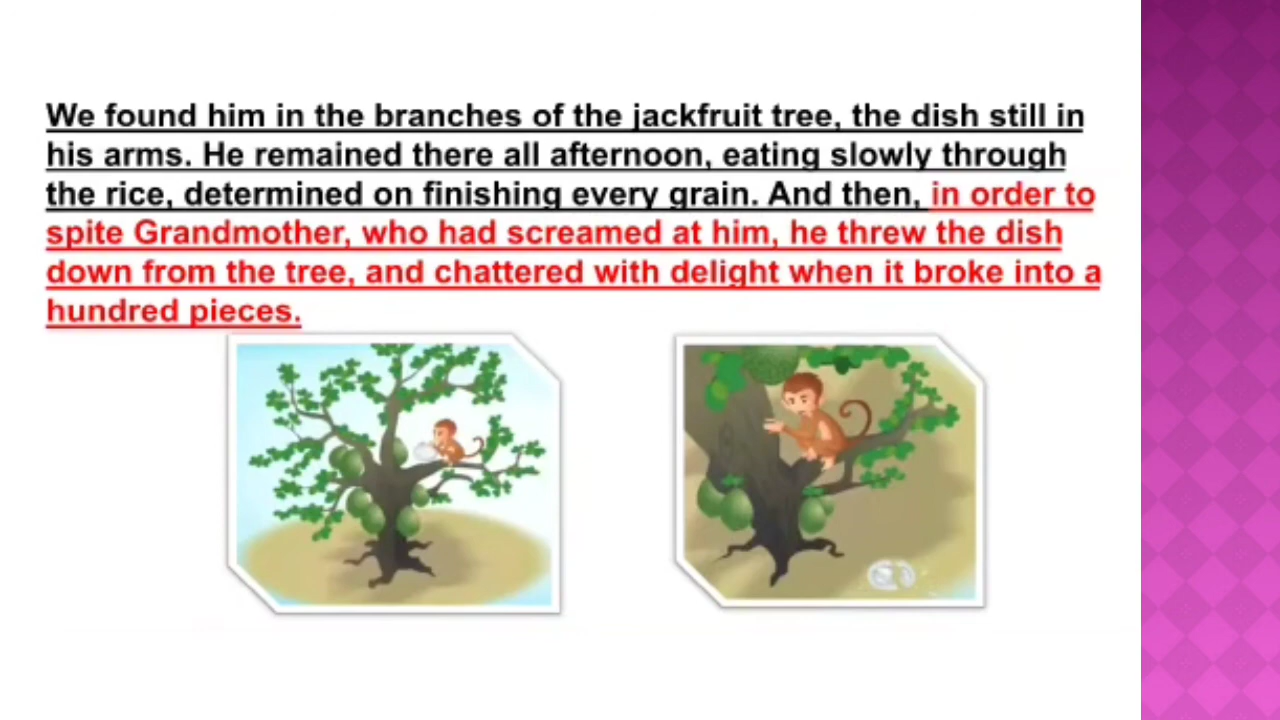 We found him in the branches of the jackfruit tree, the dish still in
his arms. He remained there all afternoon, eating slowly through
the rice, determined on finishing every grain. And then, in order to
spite Grandmother, who had screamed at him, he threw the dish
down from the tree, and chattered with delight when it broke into a
hundred pieces.